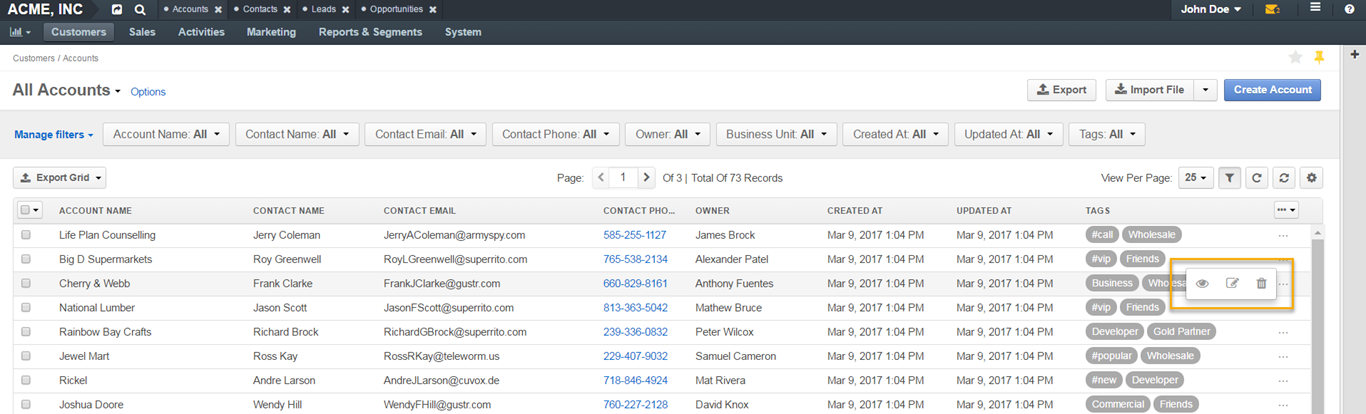 ACME, INC Accounts × Contacts × Leads × Opportunities × John Doe 3 ?
Customers Sales Activities Marketing Reports & Segments System
Customers / Accounts
All Accounts Options Export Import File Create Account
Manage filters Account Name: All Contact Name: All Contact Email: All Contact Phone: All Owner: All Business Unit: All Created At: All Updated At: All Tags: All
Export Grid Page: 1 Of 3 | Total Of 73 Records View Per Page: 25
ACCOUNT NAME CONTACT NAME CONTACT EMAIL CONTACT PHO... OWNER CREATED AT UPDATED AT TAGS
Life Plan Counselling Jerry Coleman JerryAColeman@armyspy.com 585-255-1127 James Brock Mar 9, 2017 1:04 PM Mar 9, 2017 1:04 PM #call Wholesale ...
Big D Supermarkets Roy Greenwell RoyLGreenwell@superrito.com 765-538-2134 Alexander Patel Mar 9, 2017 1:04 PM Mar 9, 2017 1:04 PM #vip Friends ...
Cherry & Webb Frank Clarke FrankJClarke@gustr.com 660-829-8161 Anthony Fuentes Mar 9, 2017 1:04 PM Mar 9, 2017 1:04 PM Business Wholesale ...
National Lumber Jason Scott JasonFScott@superrito.com 813-363-5042 Mathew Bruce Mar 9, 2017 1:04 PM Mar 9, 2017 1:04 PM #vip Friends
Rainbow Bay Crafts Richard Brock RichardGBrock@superrito.com 239-336-0832 Peter Wilcox Mar 9, 2017 1:04 PM Mar 9, 2017 1:04 PM Developer Gold Partner ...
Jewel Mart Ross Kay RossRKay@teleworm.us 229-407-9032 Samuel Cameron Mar 9, 2017 1:04 PM Mar 9, 2017 1:04 PM #popular Wholesale ...
Rickel Andre Larson AndreJLarson@cuvox.de 718-846-4924 Mat Rivera Mar 9, 2017 1:04 PM Mar 9, 2017 1:04 PM #new Developer ...
Joshua Doore Wendy Hill WendyFHill@gustr.com 760-227-2128 David Knox Mar 9, 2017 1:04 PM Mar 9, 2017 1:04 PM Commercial Friends ...